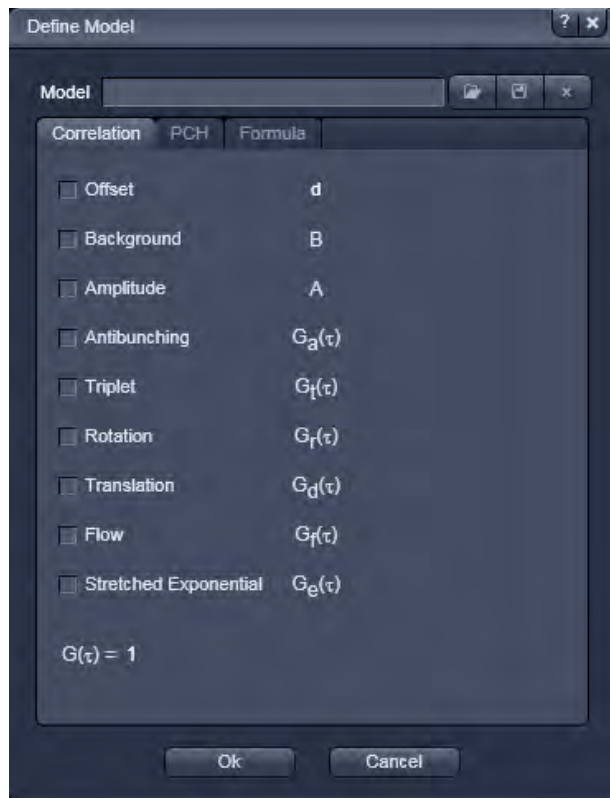 Define Model ? ×
Model ×
Correlation PCH Formula
Offset d
Background B
Amplitude A
Antibunching Ga(τ)
Triplet Gt(τ)
Rotation Gr(τ)
Translation Gd(τ)
Flow Gf(τ)
Stretched Exponential Ge(τ)
G(τ) = 1
Ok Cancel